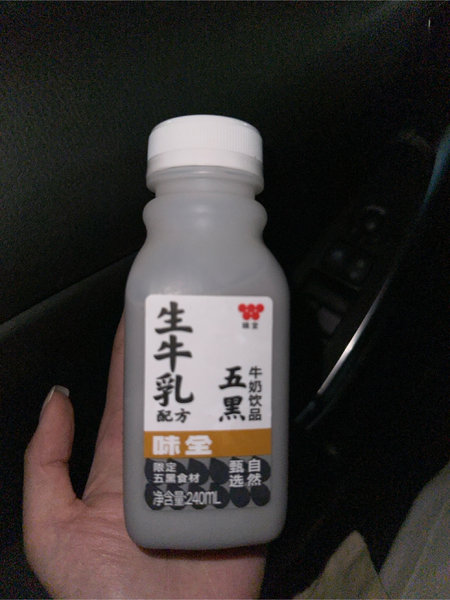 味全
生牛乳
配方
五黑
牛奶饮品
味全
限定
五黑食材
甄选
自然
净含量:240mL